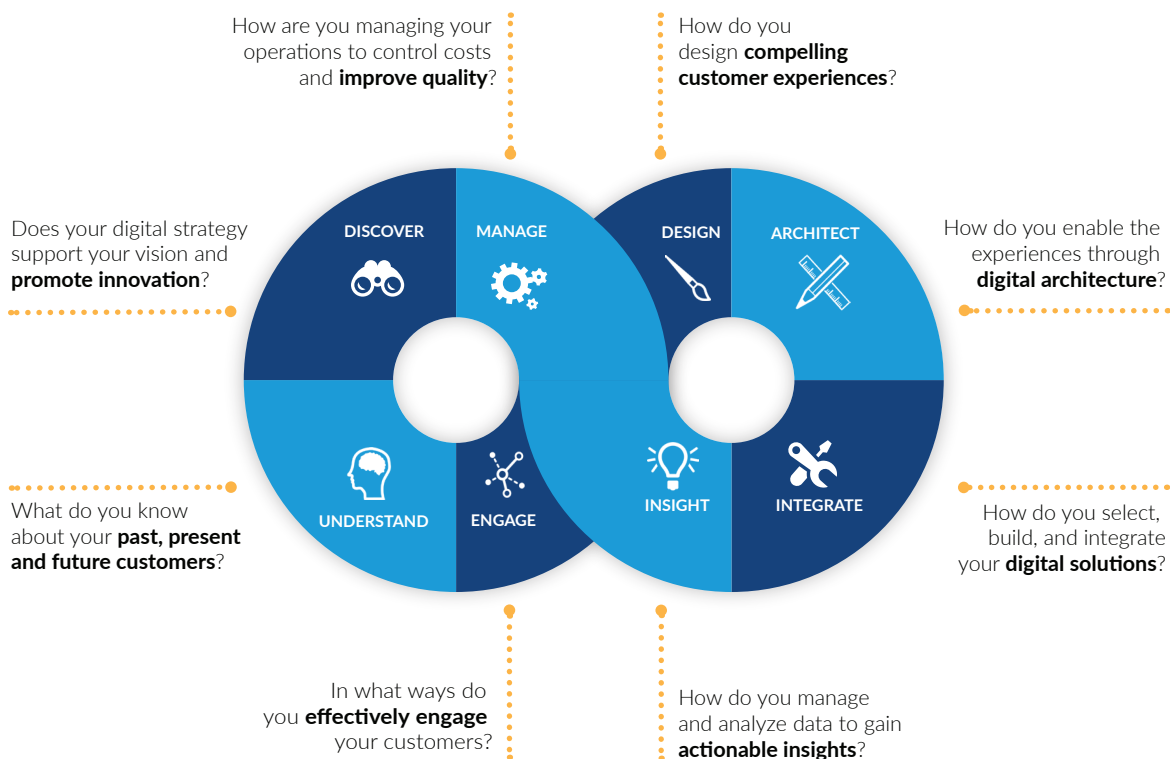 How are you managing your
operations to control costs
and improve quality?
How do you
design compelling
customer experiences?
Does your digital strategy
support your vision and
promote innovation?
DISCOVER
MANAGE
DESIGN
ARCHITECT
How do you enable the
experiences through
digital architecture?
What do you know
about your past, present
and future customers?
UNDERSTAND
ENGAGE
INSIGHT
INTEGRATE
How do you select,
build, and integrate
your digital solutions?
In what ways do
you effectively engage
your customers?
How do you manage
and analyze data to gain
actionable insights?